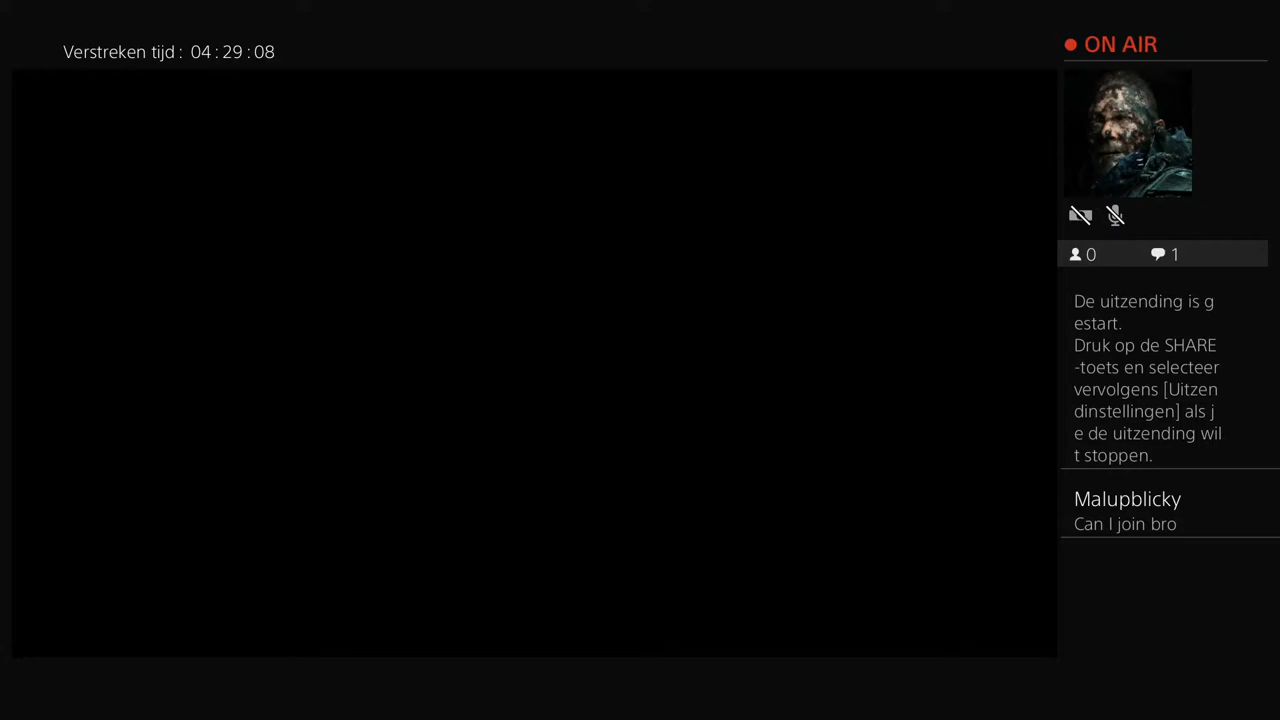 Verstreken tijd : 04 : 29 : 08
ON AIR
0
1
De uitzending is g
estart.
Druk op de SHARE
-toets en selecteer
vervolgens [Uitzen
dinstellingen] als j
e de uitzending wil
t stoppen.
Malupblicky
Can I join bro